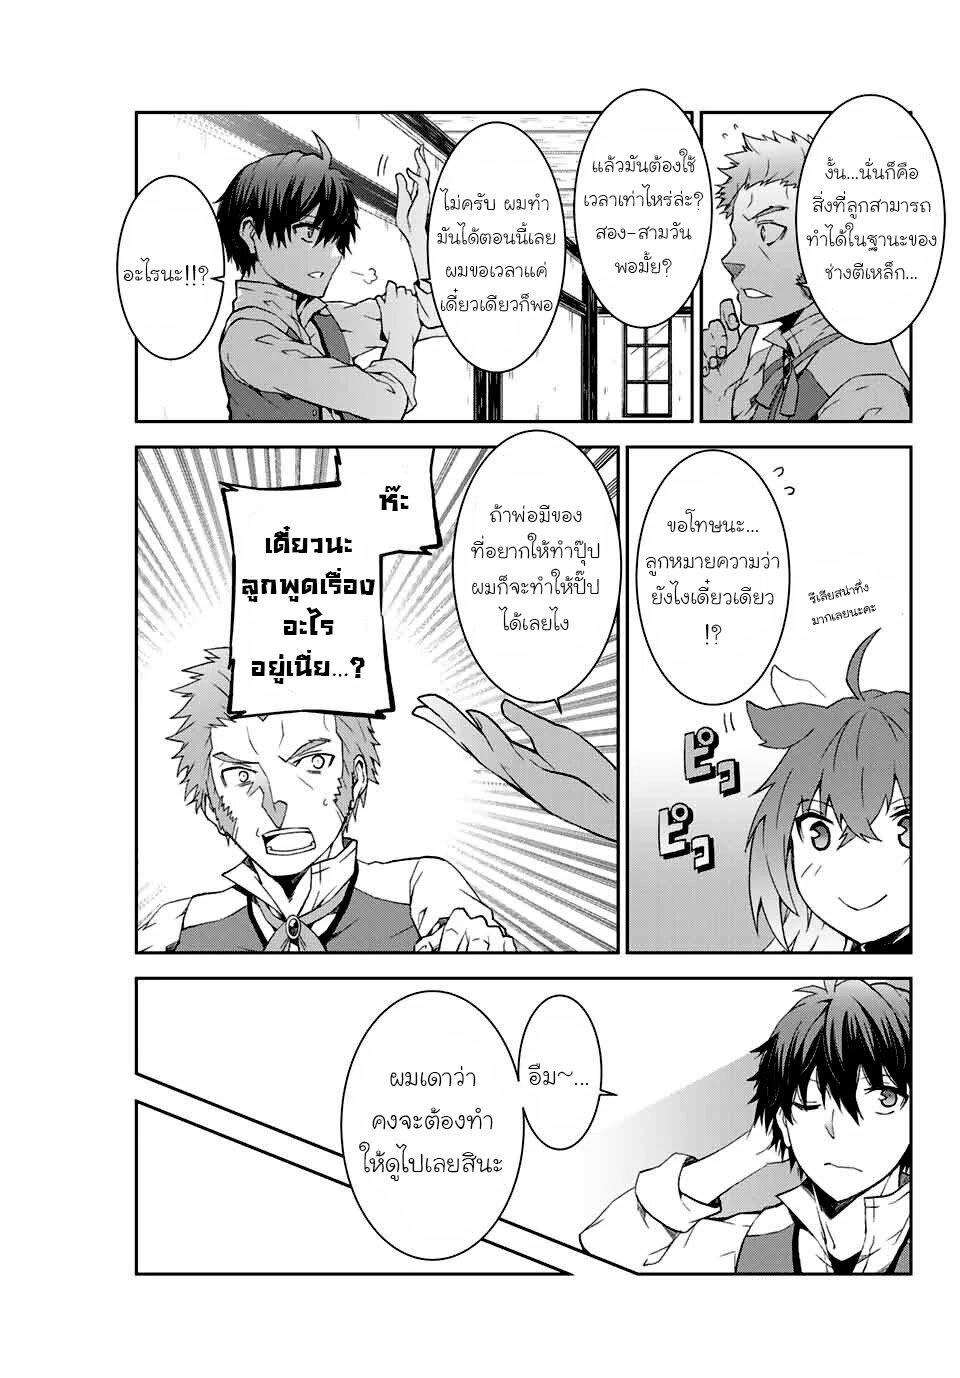 งั้น...นั่นก็คือ
สิ่งที่ลูกสามารถ
ทำได้ในฐานะของ
ช่างตีเหล็ก...
แล้วมันต้องใช้
เวลาเท่าไหร่ล่ะ?
สอง-สามวัน
พอมั้ย?
ไม่ครับ ผมทำ
มันได้ตอนนี้เลย
ผมขอเวลาแค่
เดี๋ยวเดียวก็พอ
อะไรนะ!!?
ขอโทษนะ...
ลูกหมายความว่า
ยังไงเดี๋ยวเดียว
!?
รีเสียสน่าทึ่ง
มากเลยนะคะ
ピコ
ピコ
ถ้าพ่อมีของ
ที่อยากให้ทำปุ๊ป
ผมก็จะทำให้ปั๊ป
ได้เลยไง
ห๊ะ
เดี๋ยวนะ
ลูกพูดเรื่อง
อะไร
อยู่เนี่ย...?
อืม~...
ผมเดาว่า
คงจะต้องทำ
ให้ดูไปเลยสินะ